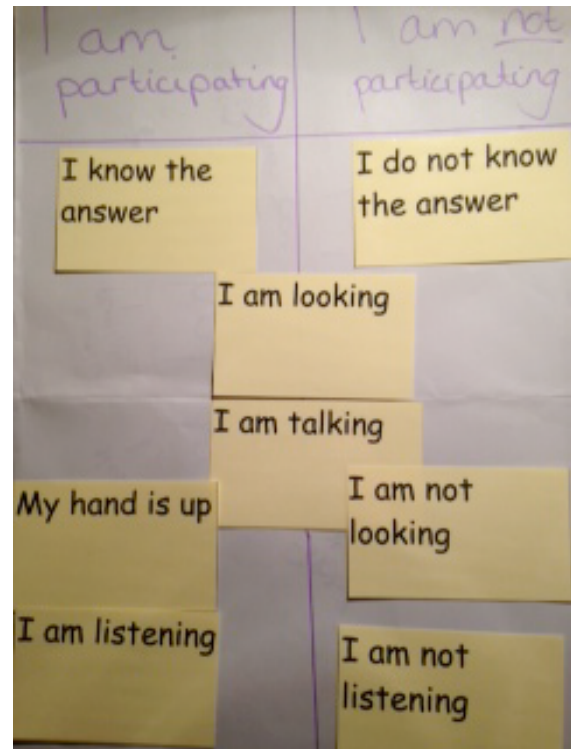 I am
participating
I am not
participating
I know the
answer
I do not know
the answer
I am looking
I am talking
My hand is up
I am not
looking
I am listening
I am not
listening